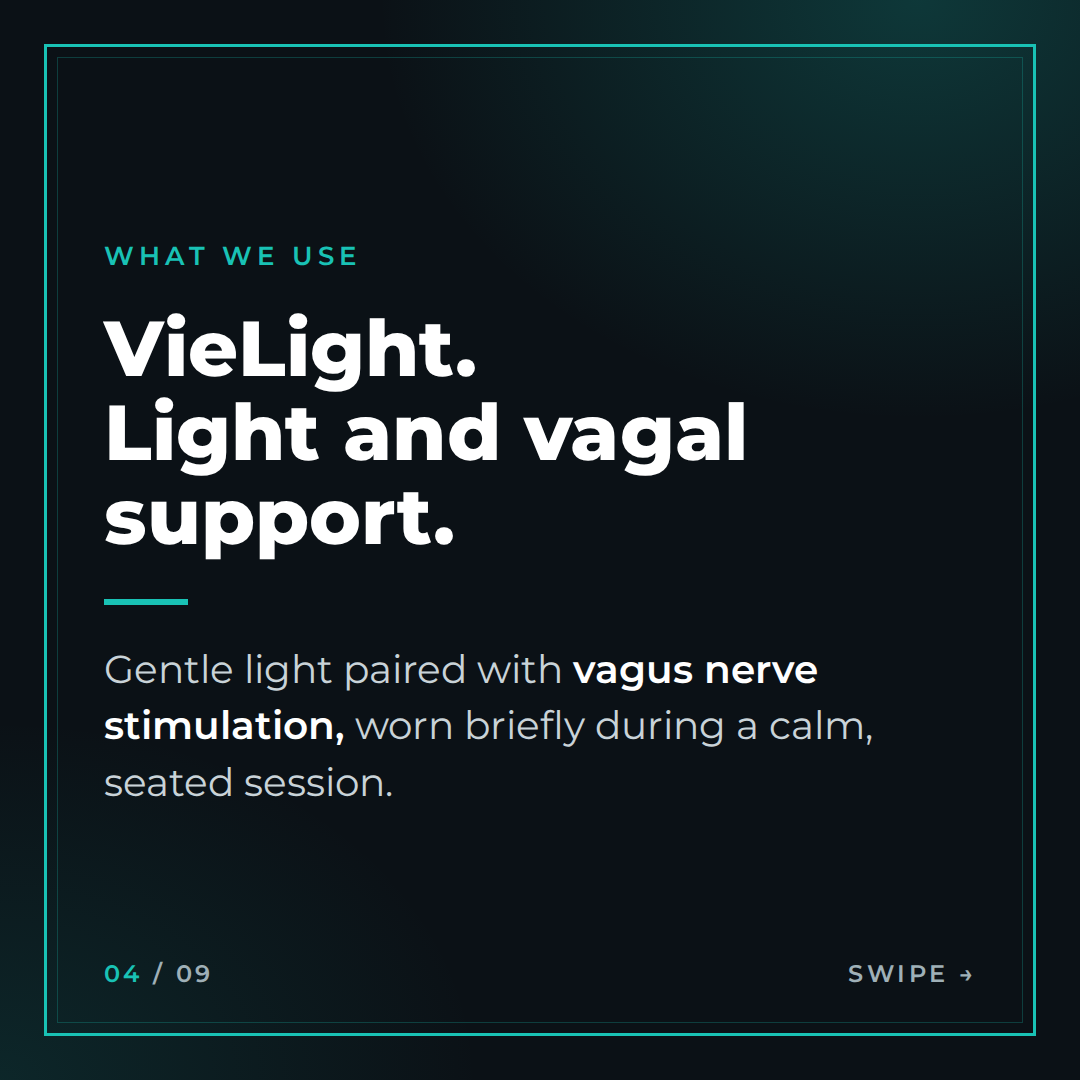 WHAT WE USE
VieLight.
Light and vagal
support.
Gentle light paired with vagus nerve
stimulation, worn briefly during a calm,
seated session.
04 / 09
SWIPE →